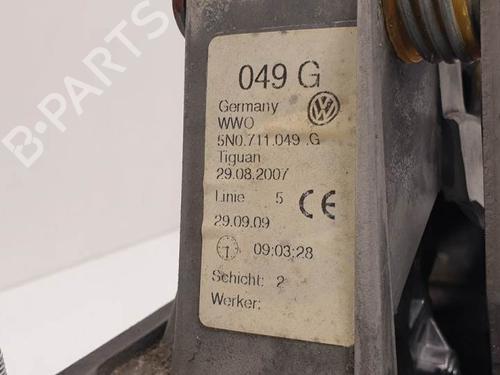 049 G
Germany
WWO
5N0.711.049 .G
Tiguan
29.08.2007
Linie 5 CE
29.09.09
09:03:28
Schicht: 2
Werker:
B-Parts